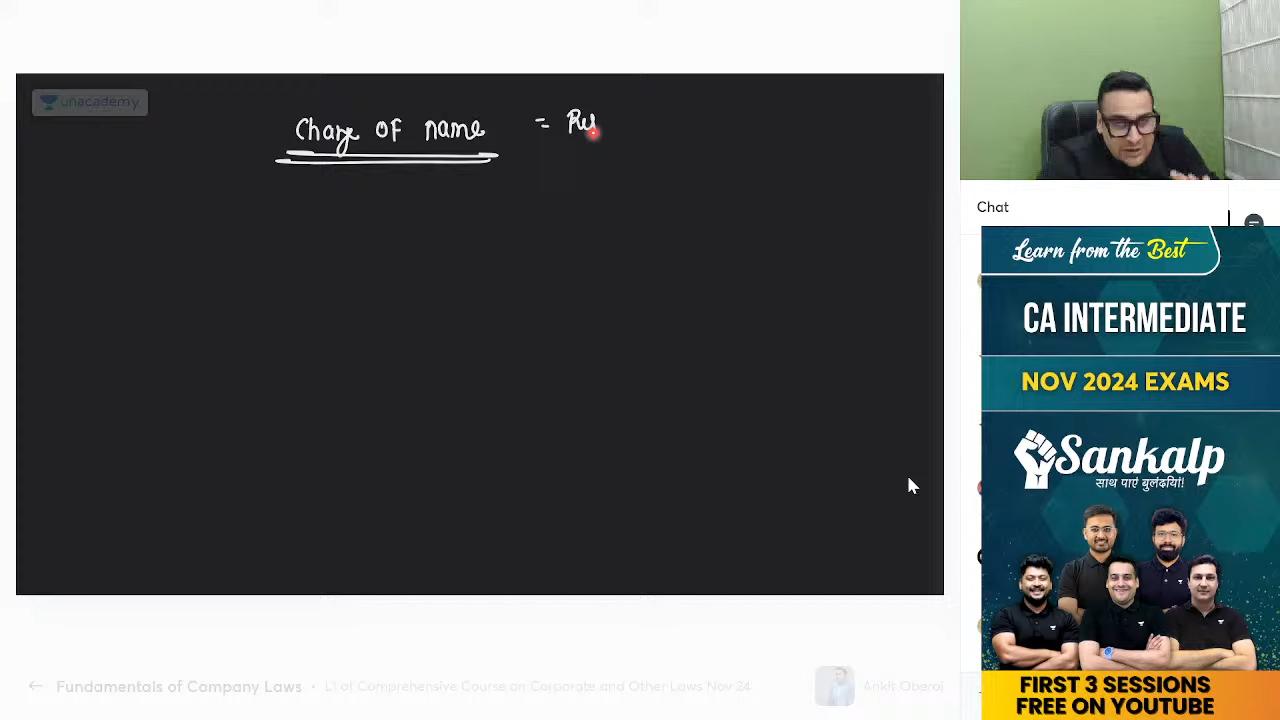 unacademy
Change of name = Ru
Chat
Learn from the Best
CA INTERMEDIATE
NOV 2024 EXAMS
Sankalp
साथ पाएं बुलंदियां!
FIRST 3 SESSIONS
FREE ON YOUTUBE
← Fundamentals of Company Laws • L1 of Comprehensive Course on Corporate and Other Laws Nov 24 Ankit Oberoi